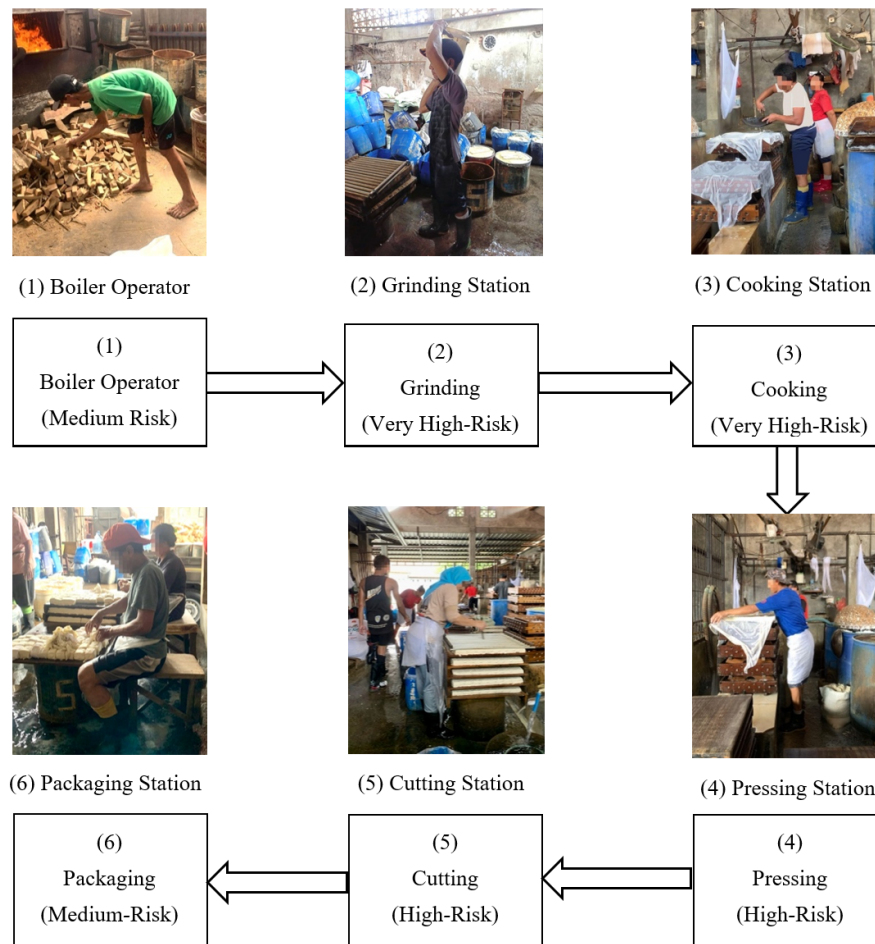 (1) Boiler Operator
(2) Grinding Station
(3) Cooking Station
(1)
Boiler Operator
(Medium Risk)
(2)
Grinding
(Very High-Risk)
(3)
Cooking
(Very High-Risk)
5
(6) Packaging Station
(5) Cutting Station
(4) Pressing Station
(6)
Packaging
(Medium-Risk)
(5)
Cutting
(High-Risk)
(4)
Pressing
(High-Risk)